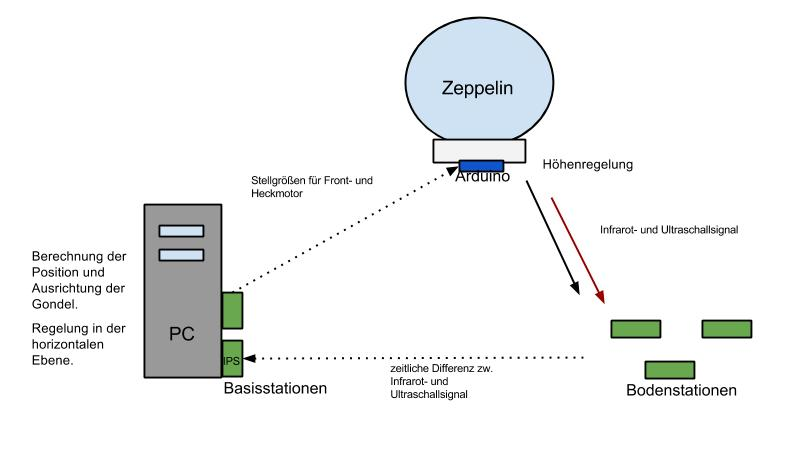 Zeppelin
Arduino
Höhenregelung
Stellgrößen für Front- und
Heckmotor
Infrarot- und Ultraschallsignal
Berechnung der
Position und
Ausrichtung der
Gondel.
Regelung in der
horizontalen
Ebene.
PC
IPS
Basisstationen
zeitliche Differenz zw.
Infrarot- und
Ultraschallsignal
Bodenstationen